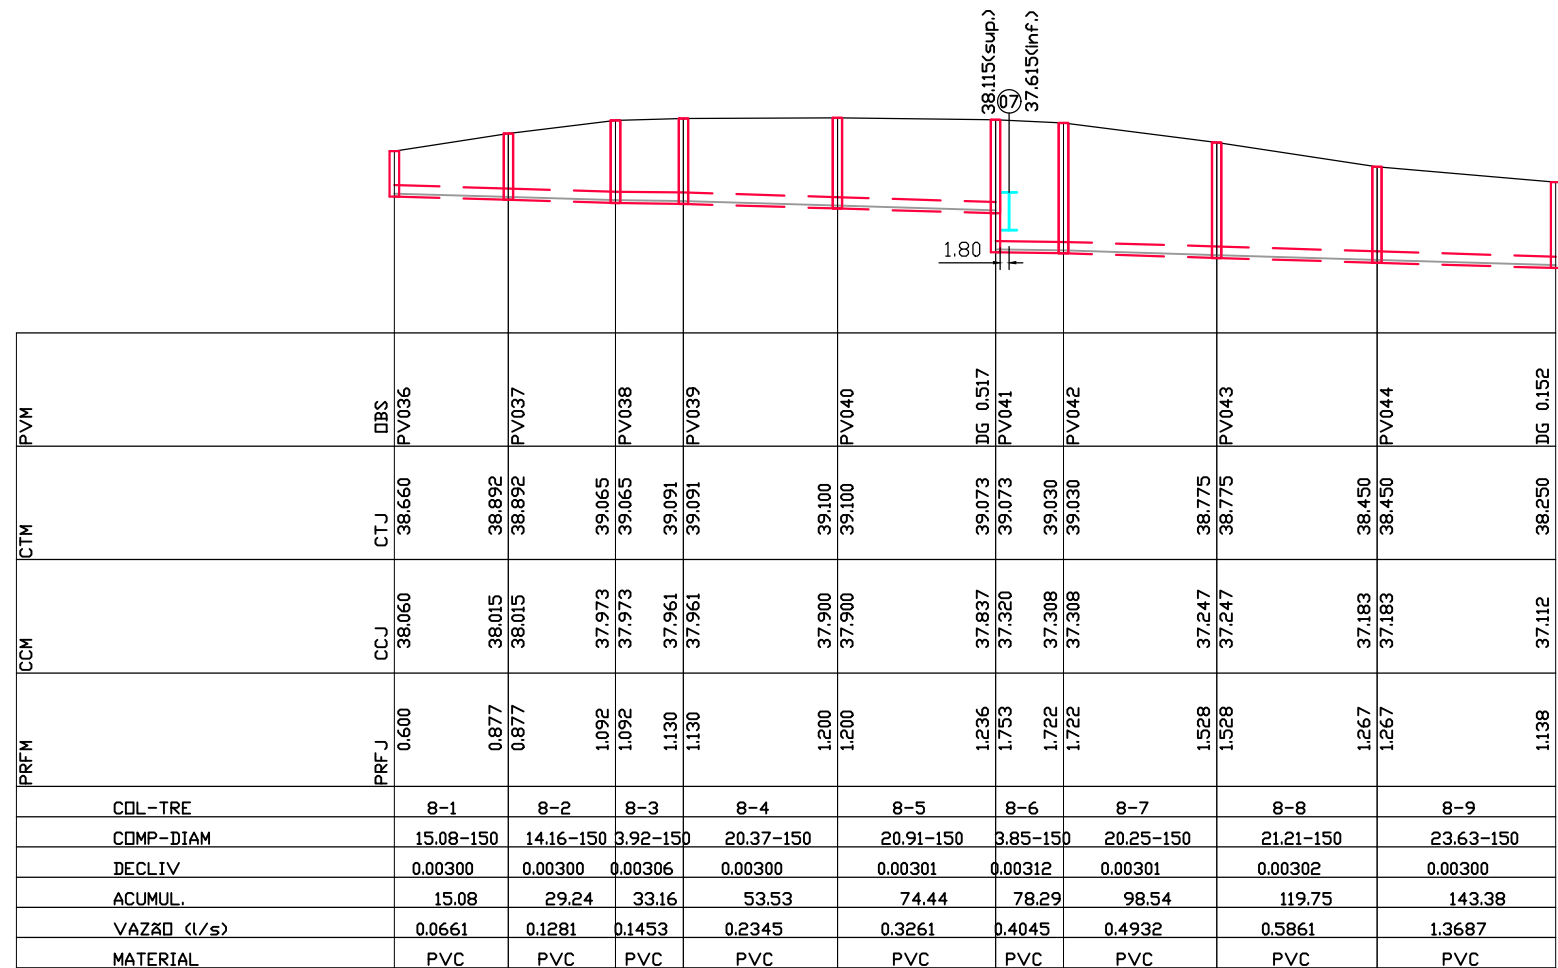 38.115(sup.)
07
37.615(inf.)
1.80
PVM OBS PV036 PV037 PV038 PV039 PV040 DG 0.517 PV041 PV042 PV043 PV044 DG 0.152
CTM CTJ 38.660 38.892 38.892 39.065 39.065 39.091 39.091 39.100 39.100 39.073 39.073 39.030 39.030 38.775 38.775 38.450 38.450 38.250
CCM CCJ 38.060 38.015 38.015 37.973 37.973 37.961 37.961 37.900 37.900 37.837 37.320 37.308 37.308 37.247 37.247 37.183 37.183 37.112
PRFM PRFJ 0.600 0.877 0.877 1.092 1.092 1.130 1.130 1.200 1.200 1.236 1.753 1.722 1.722 1.528 1.528 1.267 1.267 1.138
COL-TRE 8-1 8-2 8-3 8-4 8-5 8-6 8-7 8-8 8-9
COMP-DIAM 15.08-150 14.16-150 3.92-150 20.37-150 20.91-150 3.85-150 20.25-150 21.21-150 23.63-150
DECLIV 0.00300 0.00300 0.00306 0.00300 0.00301 0.00312 0.00301 0.00302 0.00300
ACUMUL. 15.08 29.24 33.16 53.53 74.44 78.29 98.54 119.75 143.38
VAZãO (l/s) 0.0661 0.1281 0.1453 0.2345 0.3261 0.4045 0.4932 0.5861 1.3687
MATERIAL PVC PVC PVC PVC PVC PVC PVC PVC PVC